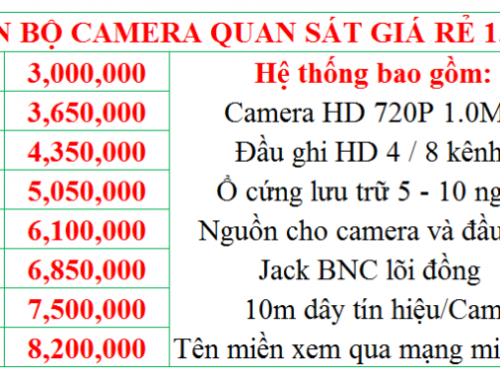 N BỘ CAMERA QUAN SÁT GIÁ RẺ 1.
3,000,000 Hệ thống bao gồm:
3,650,000 Camera HD 720P 1.0M
4,350,000 Đầu ghi HD 4 / 8 kênh
5,050,000 Ổ cứng lưu trữ 5 - 10 ng
6,100,000 Nguồn cho camera và đầu
6,850,000 Jack BNC lõi đồng
7,500,000 10m dây tín hiệu/Cam
8,200,000 Tên miền xem qua mạng mi